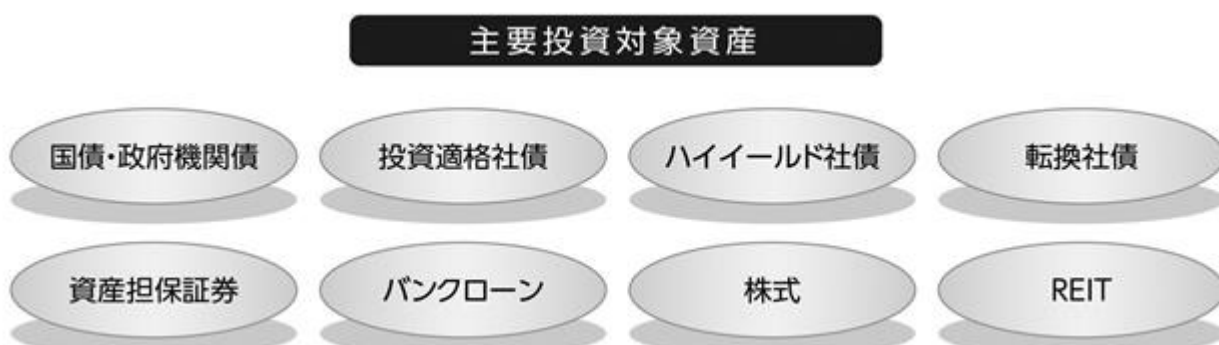 主要投資対象資産
国債・政府機関債
投資適格社債
ハイイールド社債
転換社債
資産担保証券
バンクローン
株式
REIT